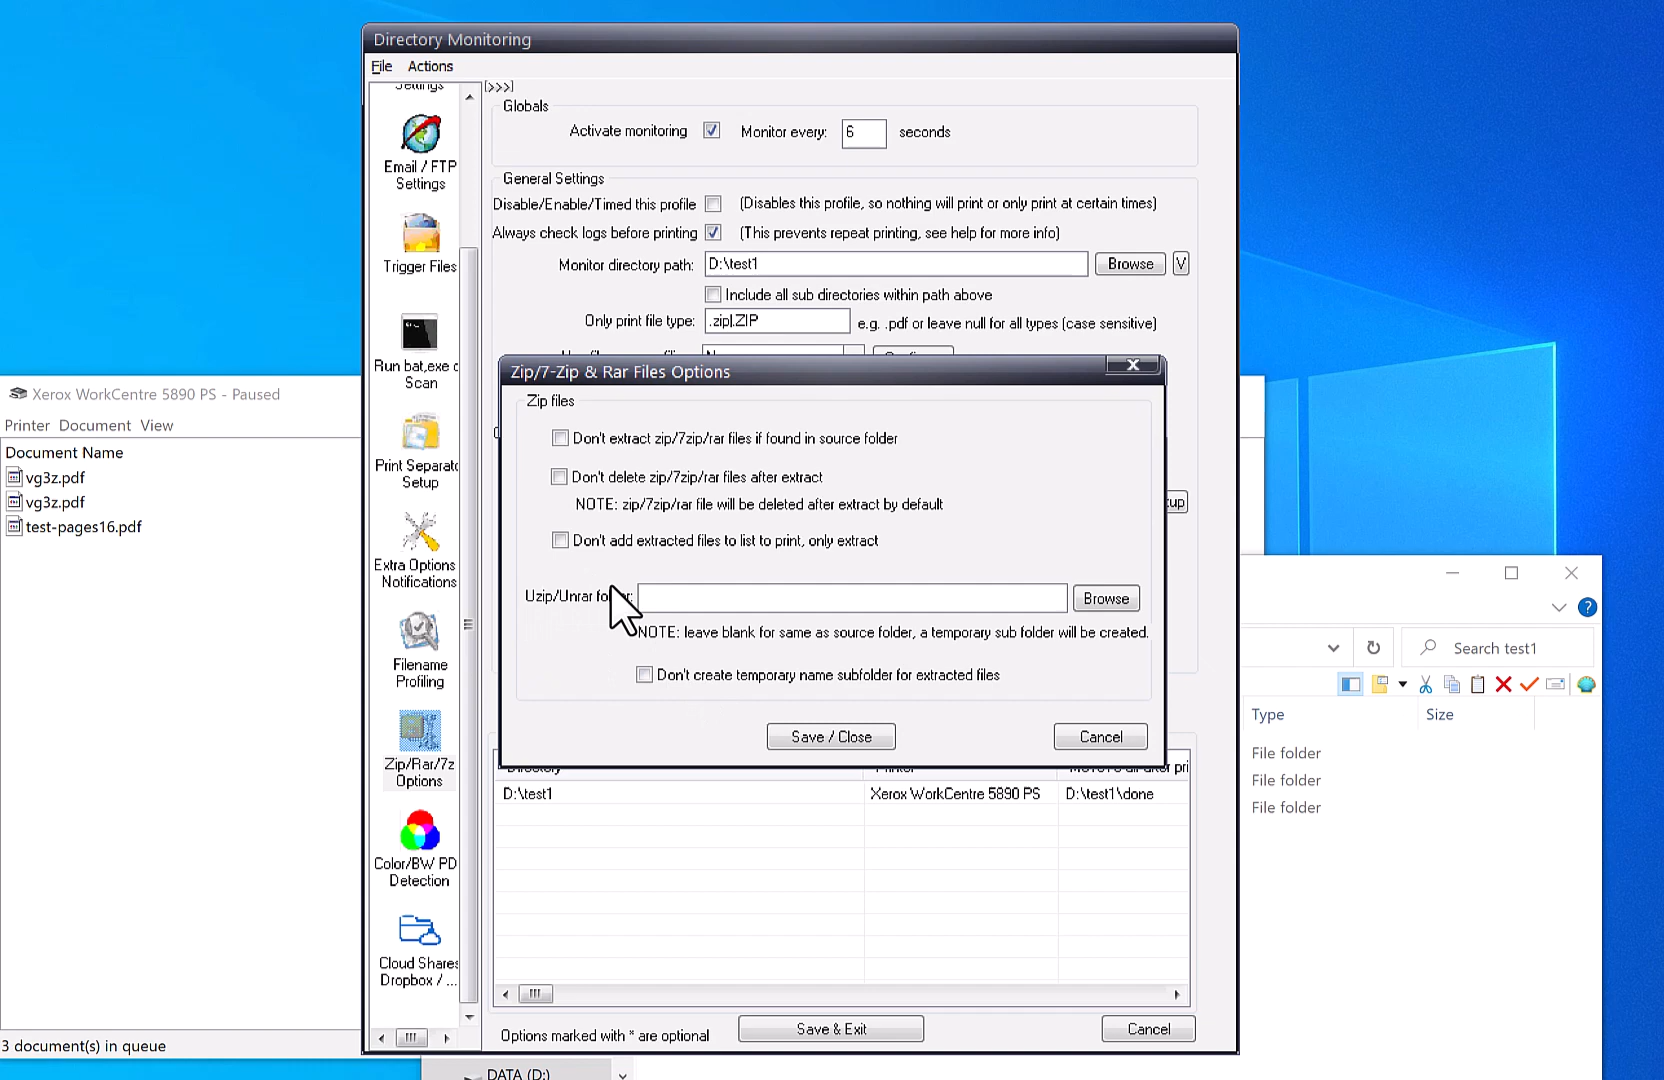 Directory Monitoring
File Actions
Settings
[>>>]
Globals
Activate monitoring Monitor every: 6 seconds
Email / FTP
Settings
General Settings
Disable/Enable/Timed this profile (Disables this profile, so nothing will print or only print at certain times)
Always check logs before printing (This prevents repeat printing, see help for more info)
Trigger Files
Monitor directory path: D:\test1 Browse V
Include all sub directories within path above
Only print file type: .zip|.ZIP e.g. .pdf or leave null for all types (case sensitive)
Run bat,exe o
Scan
Zip/7-Zip & Rar Files Options X
Zip files
Don't extract zip/7zip/rar files if found in source folder
Don't delete zip/7zip/rar files after extract
NOTE: zip/7zip/rar file will be deleted after extract by default
Don't add extracted files to list to print, only extract
Uzip/Unrar fo r: Browse
NOTE: leave blank for same as source folder, a temporary sub folder will be created.
Don't create temporary name subfolder for extracted files
Save / Close Cancel
up
Print Separato
Setup
Extra Options
Notifications
Filename
Profiling
Zip/Rar/7z
Options
Color/BW PD
Detection
Cloud Shares
Dropbox / ...
Directory Printer
D:\test1 Xerox WorkCentre 5890 PS D:\test1\done
Options marked with * are optional Save & Exit Cancel
Xerox WorkCentre 5890 PS - Paused
Printer Document View
Document Name
vg3z.pdf
vg3z.pdf
test-pages16.pdf
3 document(s) in queue
Search test1
Type Size
File folder
File folder
File folder
DATA (D:)